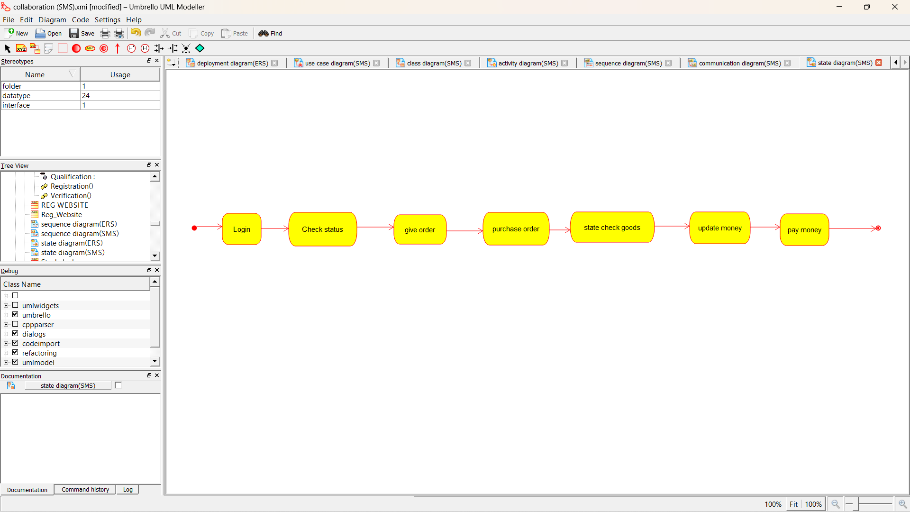 collaboration (SMS).xmi [modified] – Umbrello UML Modeller
File Edit Diagram Code Settings Help
New Open Save Undo Cut Copy Paste Find
deployment diagram(ERS) use case diagram(SMS) class diagram(SMS) activity diagram(SMS) sequence diagram(SMS) communication diagram(SMS) state diagram(SMS)
Stereotypes
Name Usage
folder 1
datatype 24
interface 1
Tree View
Qualification :
Registration()
Verification()
REG WEBSITE
Reg_Website
sequence diagram(ERS)
sequence diagram(SMS)
state diagram(ERS)
state diagram(SMS)
Login Check status give order purchase order state check goods update money pay money
Debug
Class Name
umlwidgets
umbrello
cppparser
dialogs
codeimport
refactoring
umlmodel
Documentation
state diagram(SMS)
Documentation Command history Log
100% Fit 100%